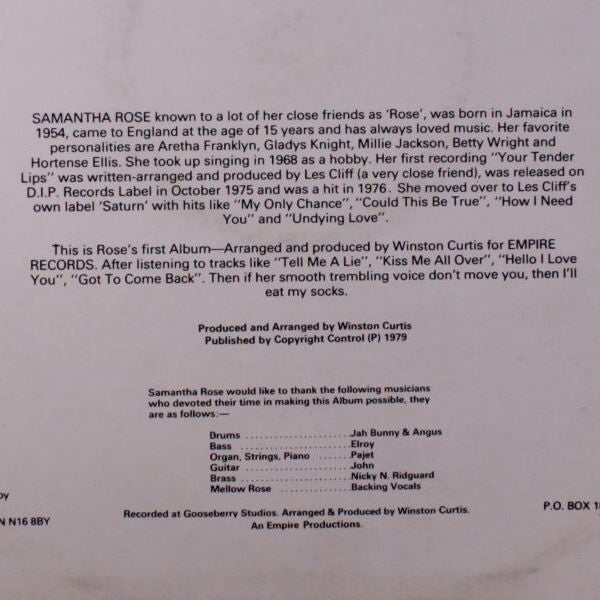 SAMANTHA ROSE known to a lot of her close friends as 'Rose', was born in Jamaica in
1954, came to England at the age of 15 years and has always loved music. Her favorite
personalities are Aretha Franklyn, Gladys Knight, Millie Jackson, Betty Wright and
Hortense Ellis. She took up singing in 1968 as a hobby. Her first recording "Your Tender
Lips" was written-arranged and produced by Les Cliff (a very close friend), was released on
D.I.P. Records Label in October 1975 and was a hit in 1976. She moved over to Les Cliff's
own label 'Saturn' with hits like "My Only Chance", "Could This Be True", "How I Need
You" and "Undying Love".
This is Rose's first Album—Arranged and produced by Winston Curtis for EMPIRE
RECORDS. After listening to tracks like "Tell Me A Lie", "Kiss Me All Over", "Hello I Love
You", "Got To Come Back". Then if her smooth trembling voice don't move you, then I'll
eat my socks.
Produced and Arranged by Winston Curtis
Published by Copyright Control (P) 1979
Samantha Rose would like to thank the following musicians
who devoted their time in making this Album possible, they
are as follows:—
Drums ....................Jah Bunny & Angus
Bass ....................Elroy
Organ, Strings, Piano ......Pajet
Guitar ....................John
Brass ....................Nicky N. Ridguard
Mellow Rose .............Backing Vocals
by
N N16 8BY
Recorded at Gooseberry Studios. Arranged & Produced by Winston Curtis.
An Empire Productions.
P.O. BOX